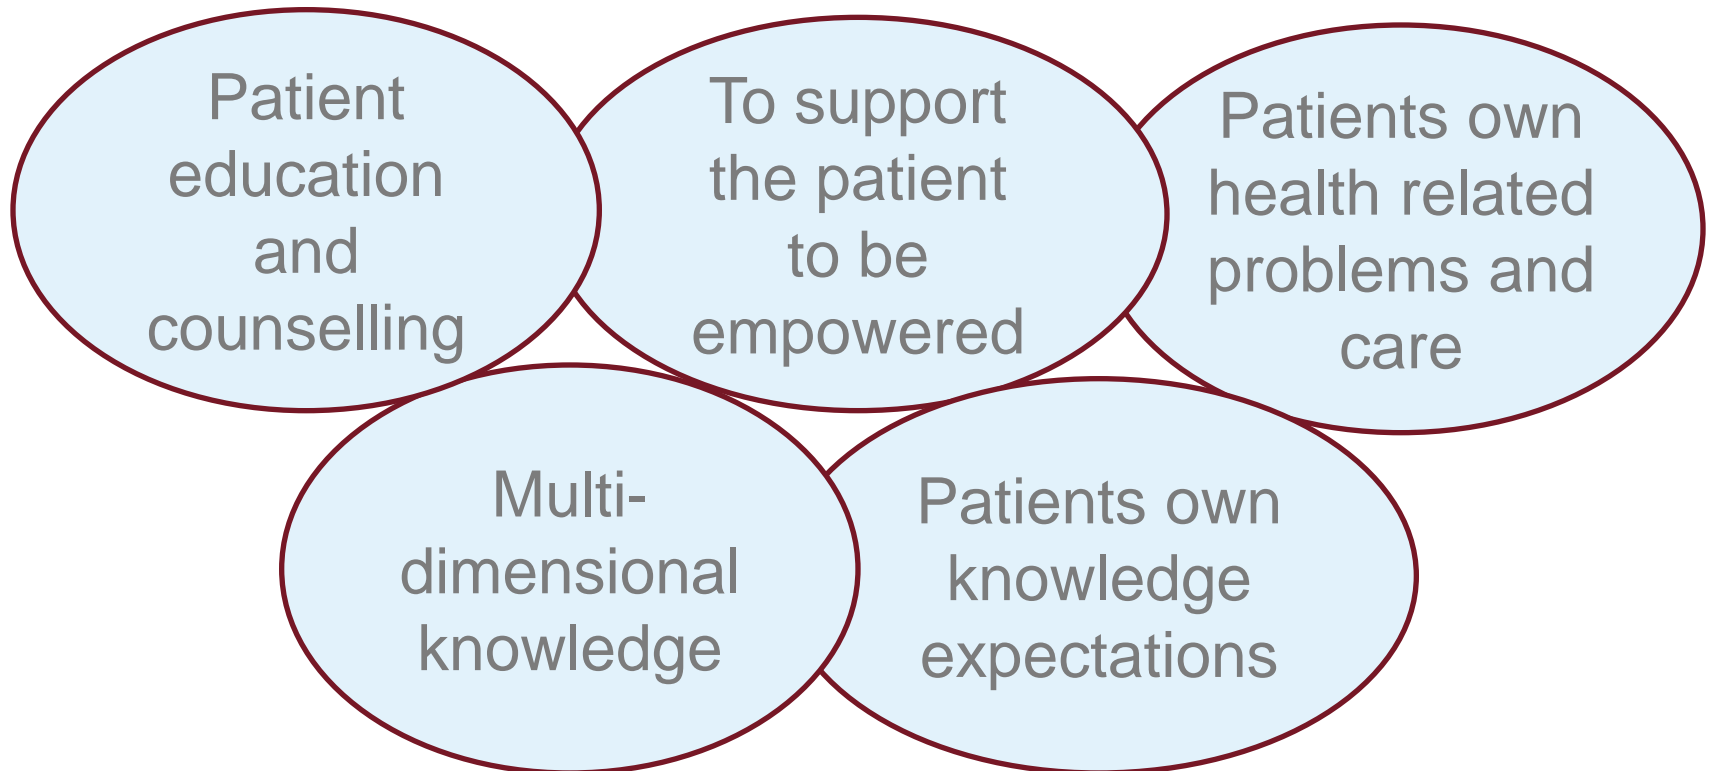 Patient
education
and
counselling
To support
the patient
to be
empowered
Patients own
health related
problems and
care
Multi-
dimensional
knowledge
Patients own
knowledge
expectations